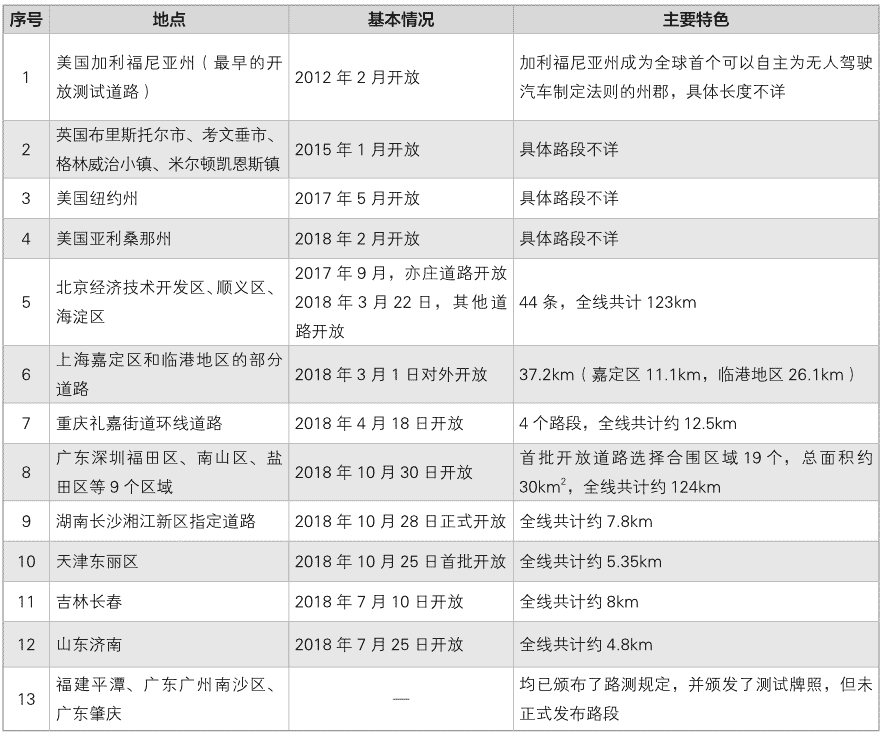 序号 地点 基本情况 主要特色
1 美国加利福尼亚州（最早的开 2012 年 2 月开放 加利福尼亚州成为全球首个可以自主为无人驾驶
放测试道路） 汽车制定法则的州郡，具体长度不详
2 英国布里斯托尔市、考文垂市、 2015 年 1 月开放 具体路段不详
格林威治小镇、米尔顿凯恩斯镇
3 美国纽约州 2017 年 5 月开放 具体路段不详
4 美国亚利桑那州 2018 年 2 月开放 具体路段不详
5 北京经济技术开发区、顺义区、 2017 年 9 月，亦庄道路开放 44 条，全线共计 123km
海淀区 2018 年 3 月 22 日，其他道
路开放
6 上海嘉定区和临港地区的部分 2018 年 3 月 1 日对外开放 37.2km（嘉定区 11.1km，临港地区 26.1km）
道路
7 重庆礼嘉街道环线道路 2018 年 4 月 18 日开放 4 个路段，全线共计约 12.5km
8 广东深圳福田区、南山区、盐 2018 年 10 月 30 日开放 首批开放道路选择合围区域 19 个，总面积约
田区等 9 个区域 30km²，全线共计约 124km
9 湖南长沙湘江新区指定道路 2018 年 10 月 28 日正式开放 全线共计约 7.8km
10 天津东丽区 2018 年 10 月 25 日首批开放 全线共计约 5.35km
11 吉林长春 2018 年 7 月 10 日开放 全线共计约 8km
12 山东济南 2018 年 7 月 25 日开放 全线共计约 4.8km
13 福建平潭、广东广州南沙区、 — 均已颁布了路测规定，并颁发了测试牌照，但未
广东肇庆 正式发布路段